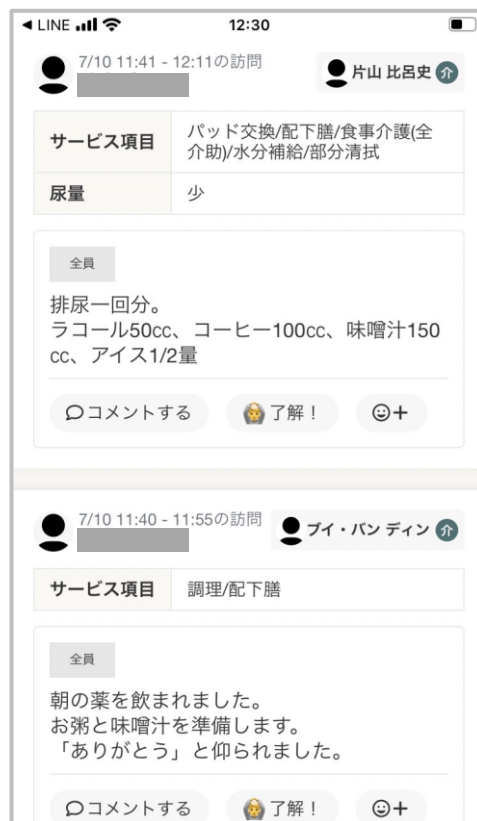 ◀ LINE
12:30
7/10 11:41 - 12:11の訪問
片山 比呂史 介
サービス項目
パッド交換/配下膳/食事介護(全
介助)/水分補給/部分清拭
尿量
少
全員
排尿一回分。
ラコール50cc、コーヒー100cc、味噌汁150
cc、アイス1/2量
コメントする
🙆了解！
☺+
7/10 11:40 - 11:55の訪問
ブイ・バン ディン 介
サービス項目
調理/配下膳
全員
朝の薬を飲まれました。
お粥と味噌汁を準備します。
「ありがとう」と仰られました。
コメントする
🙆了解！
☺+